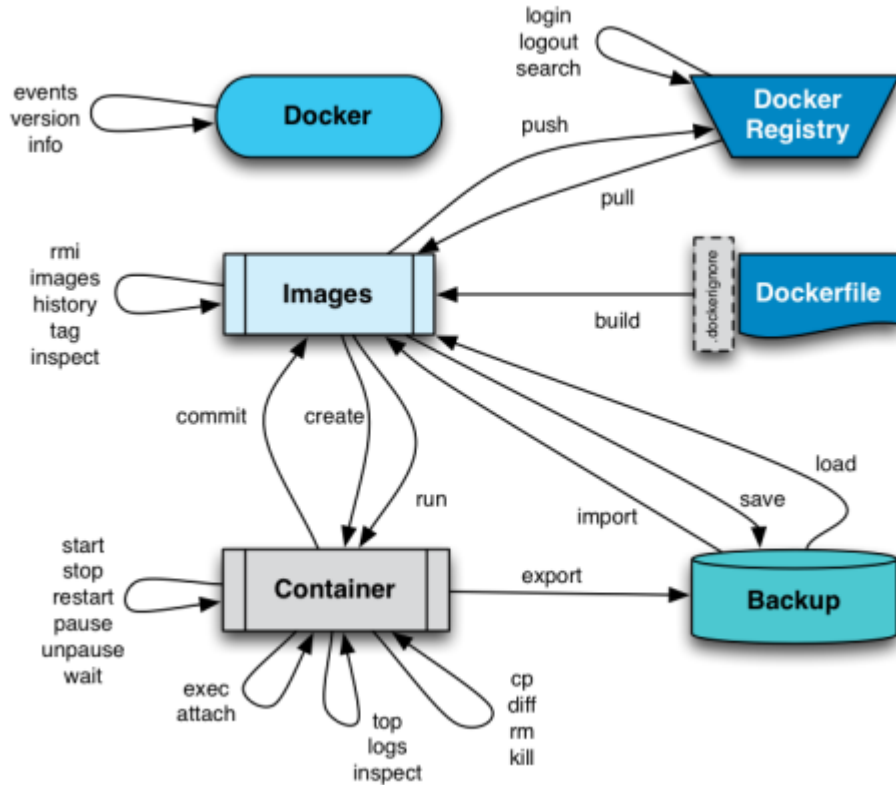 login
logout
search
events
version
info
Docker
Docker
Registry
push
pull
rmi
images
history
tag
inspect
Images
build
.dockerignore
Dockerfile
commit
create
run
import
save
load
start
stop
restart
pause
unpause
wait
Container
export
Backup
exec
attach
top
logs
inspect
cp
diff
rm
kill